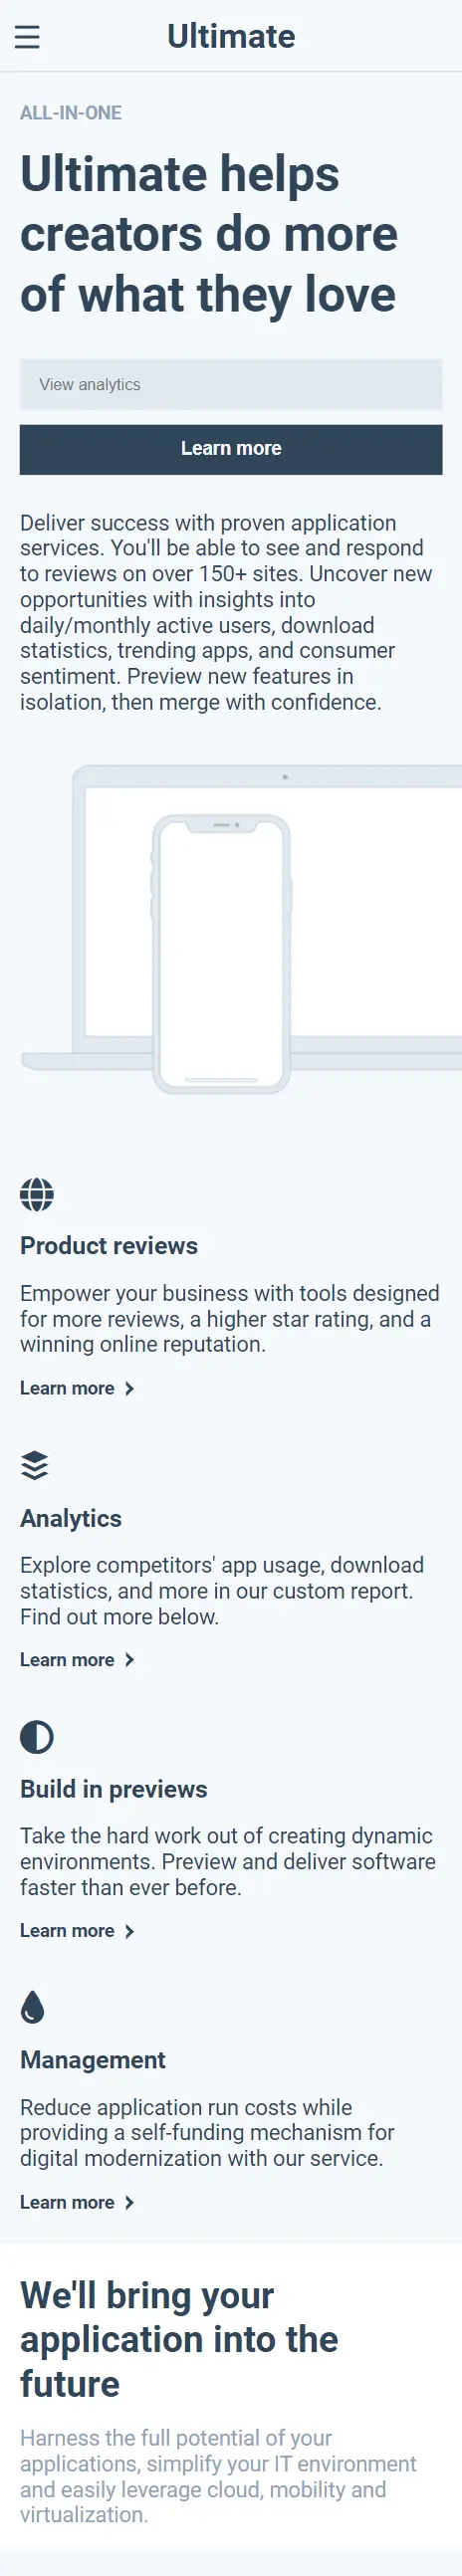 Ultimate
ALL-IN-ONE
Ultimate helps
creators do more
of what they love
View analytics
Learn more
Deliver success with proven application
services. You'll be able to see and respond
to reviews on over 150+ sites. Uncover new
opportunities with insights into
daily/monthly active users, download
statistics, trending apps, and consumer
sentiment. Preview new features in
isolation, then merge with confidence.
Product reviews
Empower your business with tools designed
for more reviews, a higher star rating, and a
winning online reputation.
Learn more
Analytics
Explore competitors' app usage, download
statistics, and more in our custom report.
Find out more below.
Learn more
Build in previews
Take the hard work out of creating dynamic
environments. Preview and deliver software
faster than ever before.
Learn more
Management
Reduce application run costs while
providing a self-funding mechanism for
digital modernization with our service.
Learn more
We'll bring your
application into the
future
Harness the full potential of your
applications, simplify your IT environment
and easily leverage cloud, mobility and
virtualization.